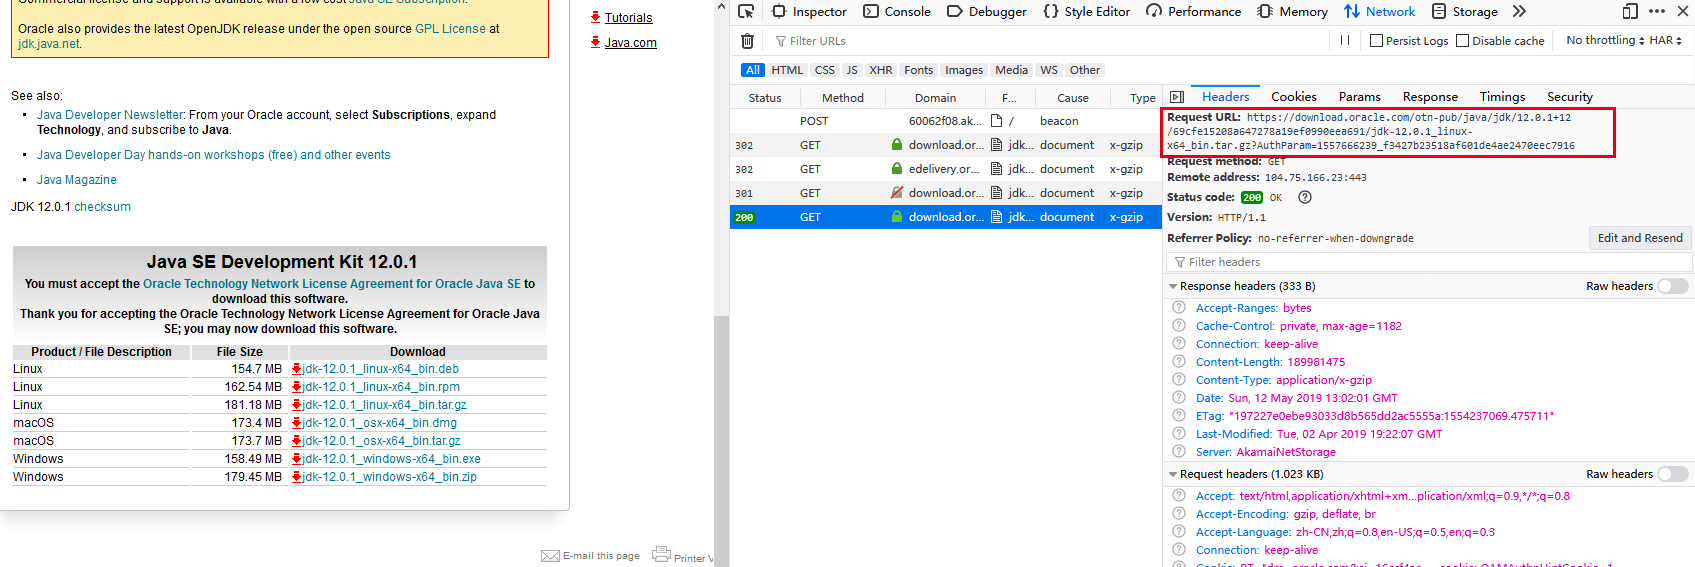 Commercial license and support is available with a low cost Java SE Subscription.
Oracle also provides the latest OpenJDK release under the open source GPL License at
jdk.java.net.
See also:
Java Developer Newsletter: From your Oracle account, select Subscriptions, expand
Technology, and subscribe to Java.
Java Developer Day hands-on workshops (free) and other events
Java Magazine
JDK 12.0.1 checksum
Java SE Development Kit 12.0.1
You must accept the Oracle Technology Network License Agreement for Oracle Java SE to
download this software.
Thank you for accepting the Oracle Technology Network License Agreement for Oracle Java
SE; you may now download this software.
Product / File Description File Size Download
Linux 154.7 MB jdk-12.0.1_linux-x64_bin.deb
Linux 162.54 MB jdk-12.0.1_linux-x64_bin.rpm
Linux 181.18 MB jdk-12.0.1_linux-x64_bin.tar.gz
macOS 173.4 MB jdk-12.0.1_osx-x64_bin.dmg
macOS 173.7 MB jdk-12.0.1_osx-x64_bin.tar.gz
Windows 158.49 MB jdk-12.0.1_windows-x64_bin.exe
Windows 179.45 MB jdk-12.0.1_windows-x64_bin.zip
E-mail this page Printer V
Tutorials
Java.com
Inspector Console Debugger Style Editor Performance Memory Network Storage
Filter URLs Persist Logs Disable cache No throttling HAR
All HTML CSS JS XHR Fonts Images Media WS Other
Status Method Domain F... Cause Type
POST 60062f08.ak... / beacon
302 GET download.or... jdk... document x-gzip
302 GET edelivery.or... jdk... document x-gzip
301 GET download.or... jdk... document x-gzip
200 GET download.or... jdk... document x-gzip
Headers Cookies Params Response Timings Security
Request URL: https://download.oracle.com/otn-pub/java/jdk/12.0.1+12
/69cfe15208a647278a19ef0990eea691/jdk-12.0.1_linux-
x64_bin.tar.gz?AuthParam=1557666239_f3427b23518af601de4ae2470eec7916
Request method: GET
Remote address: 104.75.166.23:443
Status code: 200 OK
Version: HTTP/1.1
Referrer Policy: no-referrer-when-downgrade Edit and Resend
Filter headers
Response headers (333 B) Raw headers
Accept-Ranges: bytes
Cache-Control: private, max-age=1182
Connection: keep-alive
Content-Length: 189981475
Content-Type: application/x-gzip
Date: Sun, 12 May 2019 13:02:01 GMT
ETag: "197227e0ebe93033d8b565dd2ac5555a:1554237069.475711"
Last-Modified: Tue, 02 Apr 2019 19:22:07 GMT
Server: AkamaiNetStorage
Request headers (1.023 KB) Raw headers
Accept: text/html,application/xhtml+xm...plication/xml;q=0.9,*/*;q=0.8
Accept-Encoding: gzip, deflate, br
Accept-Language: zh-CN,zh;q=0.8,en-US;q=0.5,en;q=0.3
Connection: keep-alive